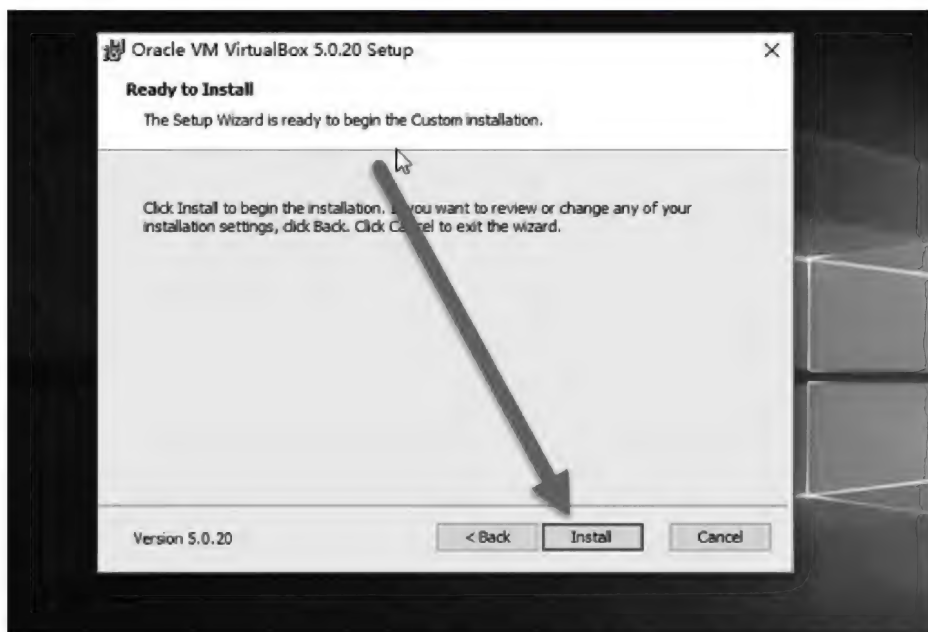 Oracle VM VirtualBox 5.0.20 Setup
Ready to Install
The Setup Wizard is ready to begin the Custom installation.
Click Install to begin the installation. you want to review or change any of your
installation settings, click Back. Click to exit the wizard.
Version 5.0.20
< Back
Install
Cancel